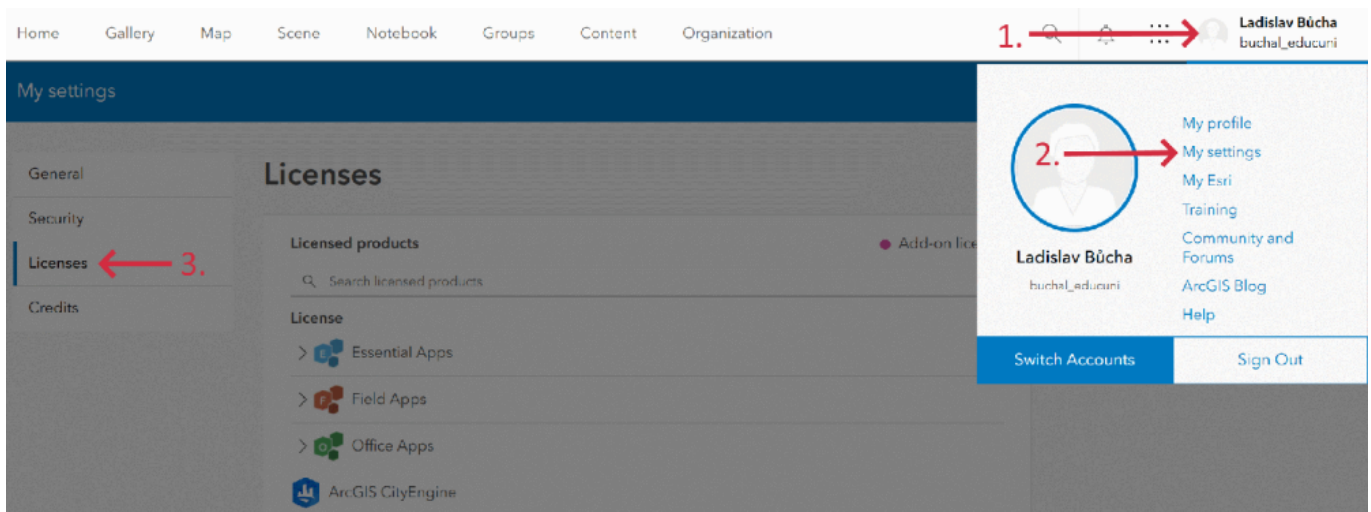 Home Gallery Map Scene Notebook Groups Content Organization
1.
Ladislav Bůcha
buchal_educuni
My settings
General
Security
Licenses
3.
Credits
Licenses
Licensed products
Add-on lice
Search licensed products
License
Essential Apps
Field Apps
Office Apps
ArcGIS CityEngine
2.
Ladislav Bůcha
buchal_educuni
My profile
My settings
My Esri
Training
Community and
Forums
ArcGIS Blog
Help
Switch Accounts
Sign Out